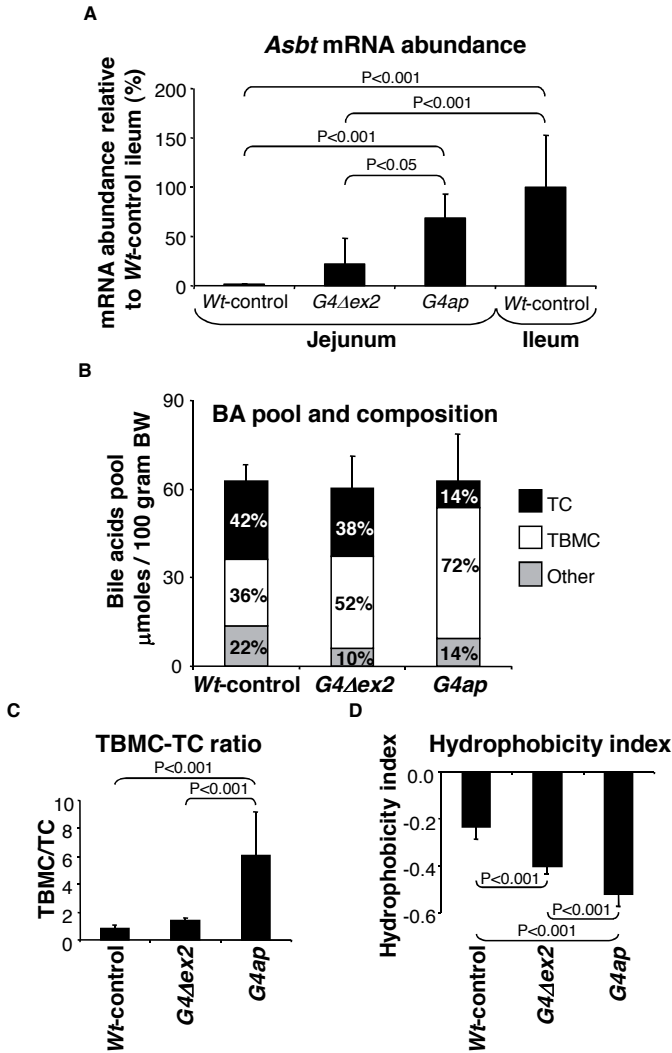 A
Asbt mRNA abundance
mRNA abundance relative
to Wt-control ileum (%)
200
150
100
50
0
P<0.001
P<0.001
P<0.001
P<0.05
Wt-control
G4Δex2
G4ap
Wt-control
Jejunum
Ileum
B
BA pool and composition
Bile acids pool
μmoles / 100 gram BW
90
60
30
0
42%
36%
22%
38%
52%
10%
14%
72%
14%
TC
TBMC
Other
Wt-control
G4Δex2
G4ap
C
TBMC-TC ratio
TBMC/TC
10
8
6
4
2
0
P<0.001
P<0.001
Wt-control
G4Δex2
G4ap
D
Hydrophobicity index
Hydrophobicity index
0.0
-0.2
-0.4
-0.6
P<0.001
P<0.001
P<0.001
Wt-control
G4Δex2
G4ap